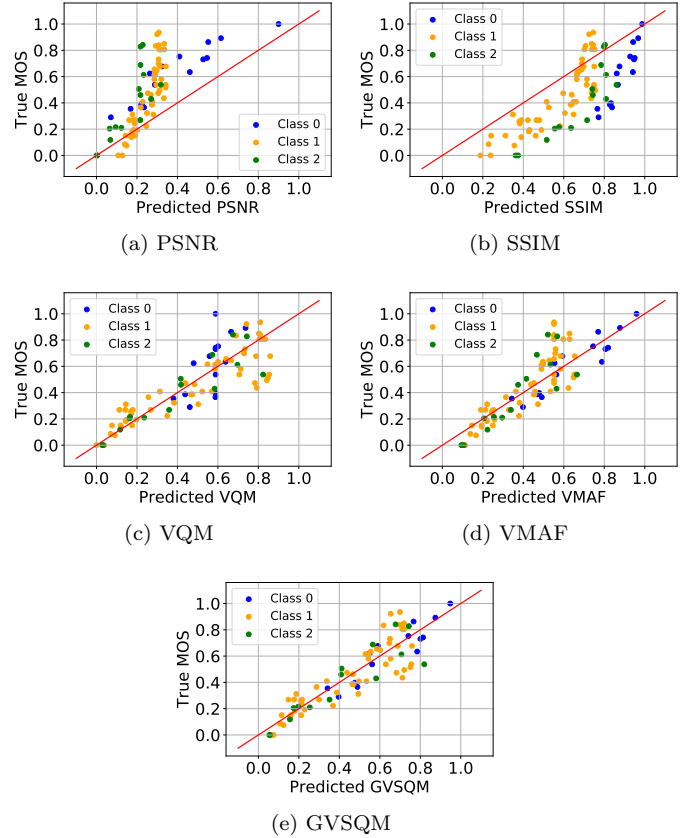 True MOS
1.0
0.8
0.6
0.4
0.2
0.0
Class 0
Class 1
Class 2
0.0 0.2 0.4 0.6 0.8 1.0
Predicted PSNR
(a) PSNR
True MOS
1.0
0.8
0.6
0.4
0.2
0.0
Class 0
Class 1
Class 2
0.0 0.2 0.4 0.6 0.8 1.0
Predicted SSIM
(b) SSIM
True MOS
1.0
0.8
0.6
0.4
0.2
0.0
Class 0
Class 1
Class 2
0.0 0.2 0.4 0.6 0.8 1.0
Predicted VQM
(c) VQM
True MOS
1.0
0.8
0.6
0.4
0.2
0.0
Class 0
Class 1
Class 2
0.0 0.2 0.4 0.6 0.8 1.0
Predicted VMAF
(d) VMAF
True MOS
1.0
0.8
0.6
0.4
0.2
0.0
Class 0
Class 1
Class 2
0.0 0.2 0.4 0.6 0.8 1.0
Predicted GVSQM
(e) GVSQM